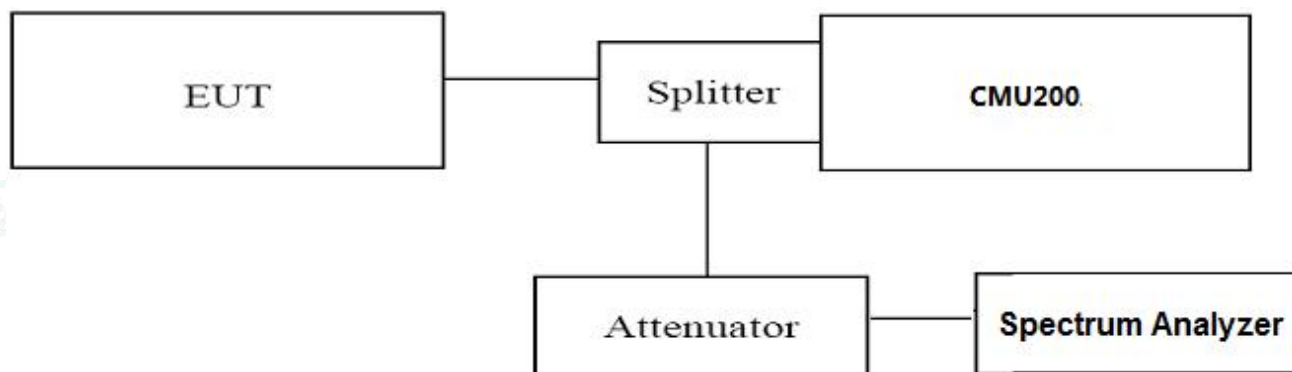 EUT
Splitter
CMU200.
Attenuator
Spectrum Analyzer